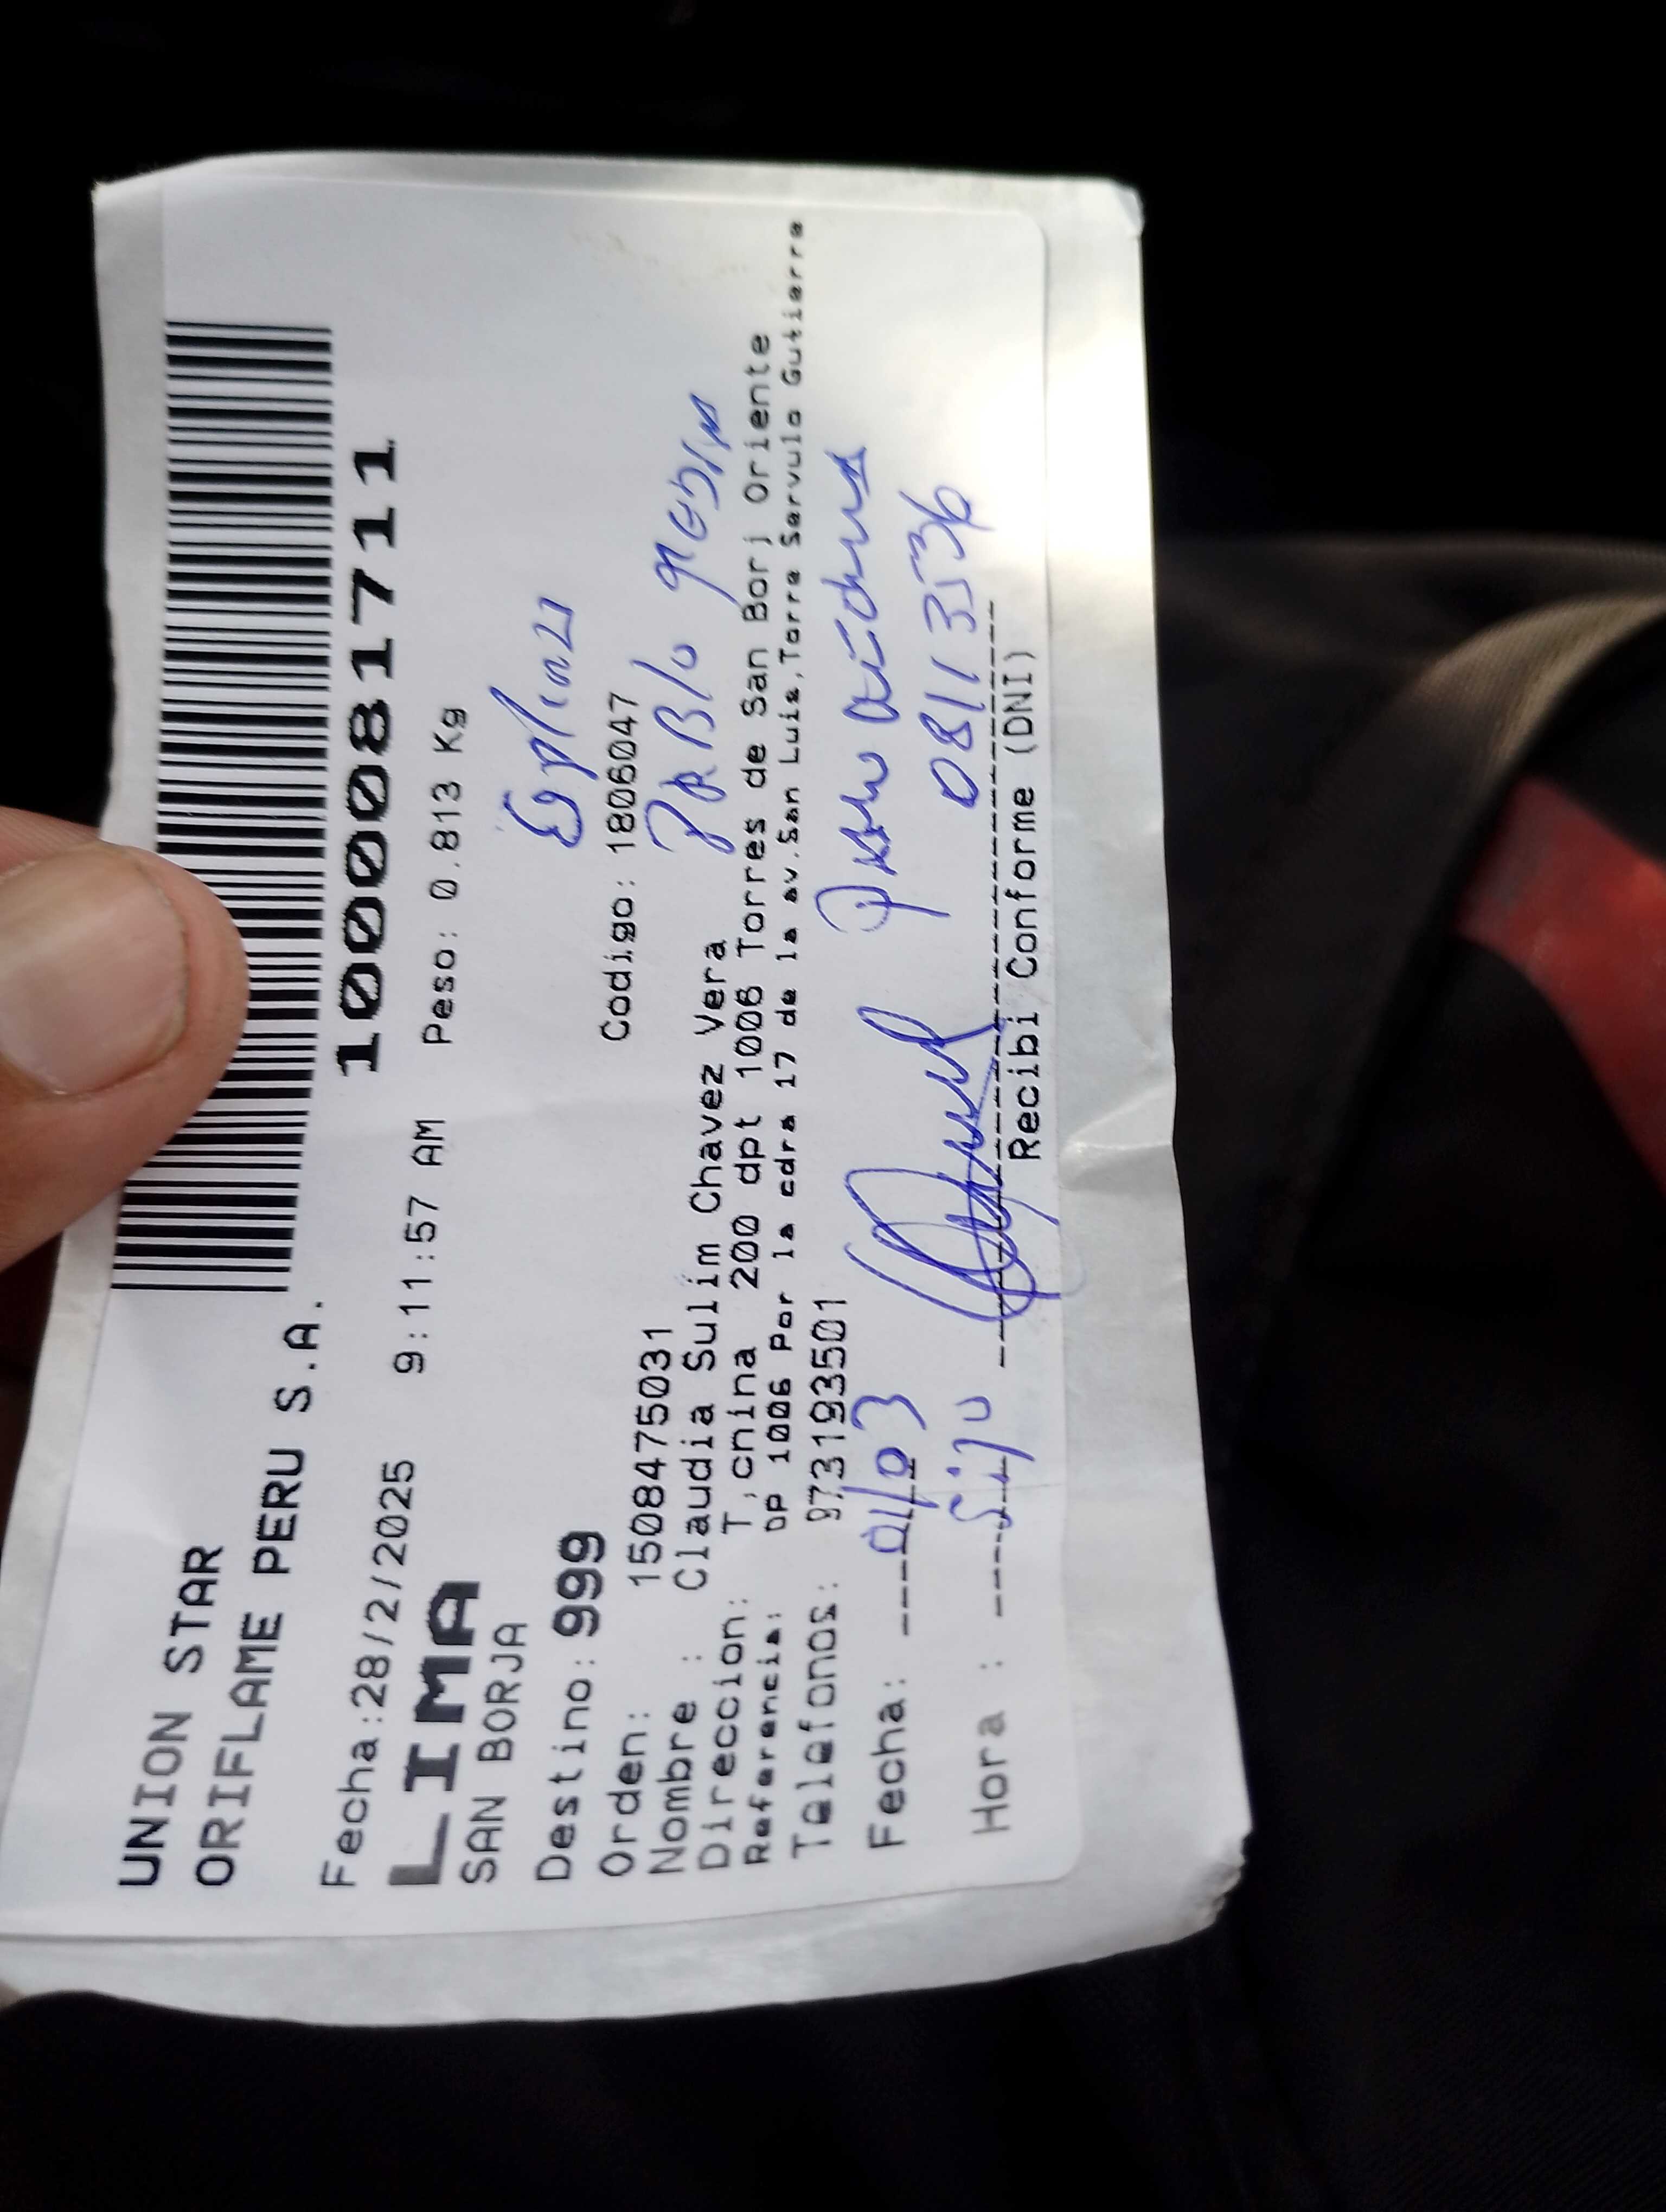 UNION STAR
ORIFLAME PERU S.A.
1000081711
Fecha:28/2/2025 9:11:57 AM Peso: 0.813 Kg
LIMA
SAN BORJA
Destino: 999
Orden: 1508475031 Codigo: 1806047
Nombre : Claudia Sulim Chavez Vera
PABlo
Direccion: T,cnina 200 dpt 1006 Torres de San Borj Oriente
Referencia: DP 1006 Por la cdra 17 de la av.San Luis,Torre Servulo Gutierre
Telefonos: 973193501
Fecha: 01/03
08113536
Hora :
Recibi Conforme (DNI)